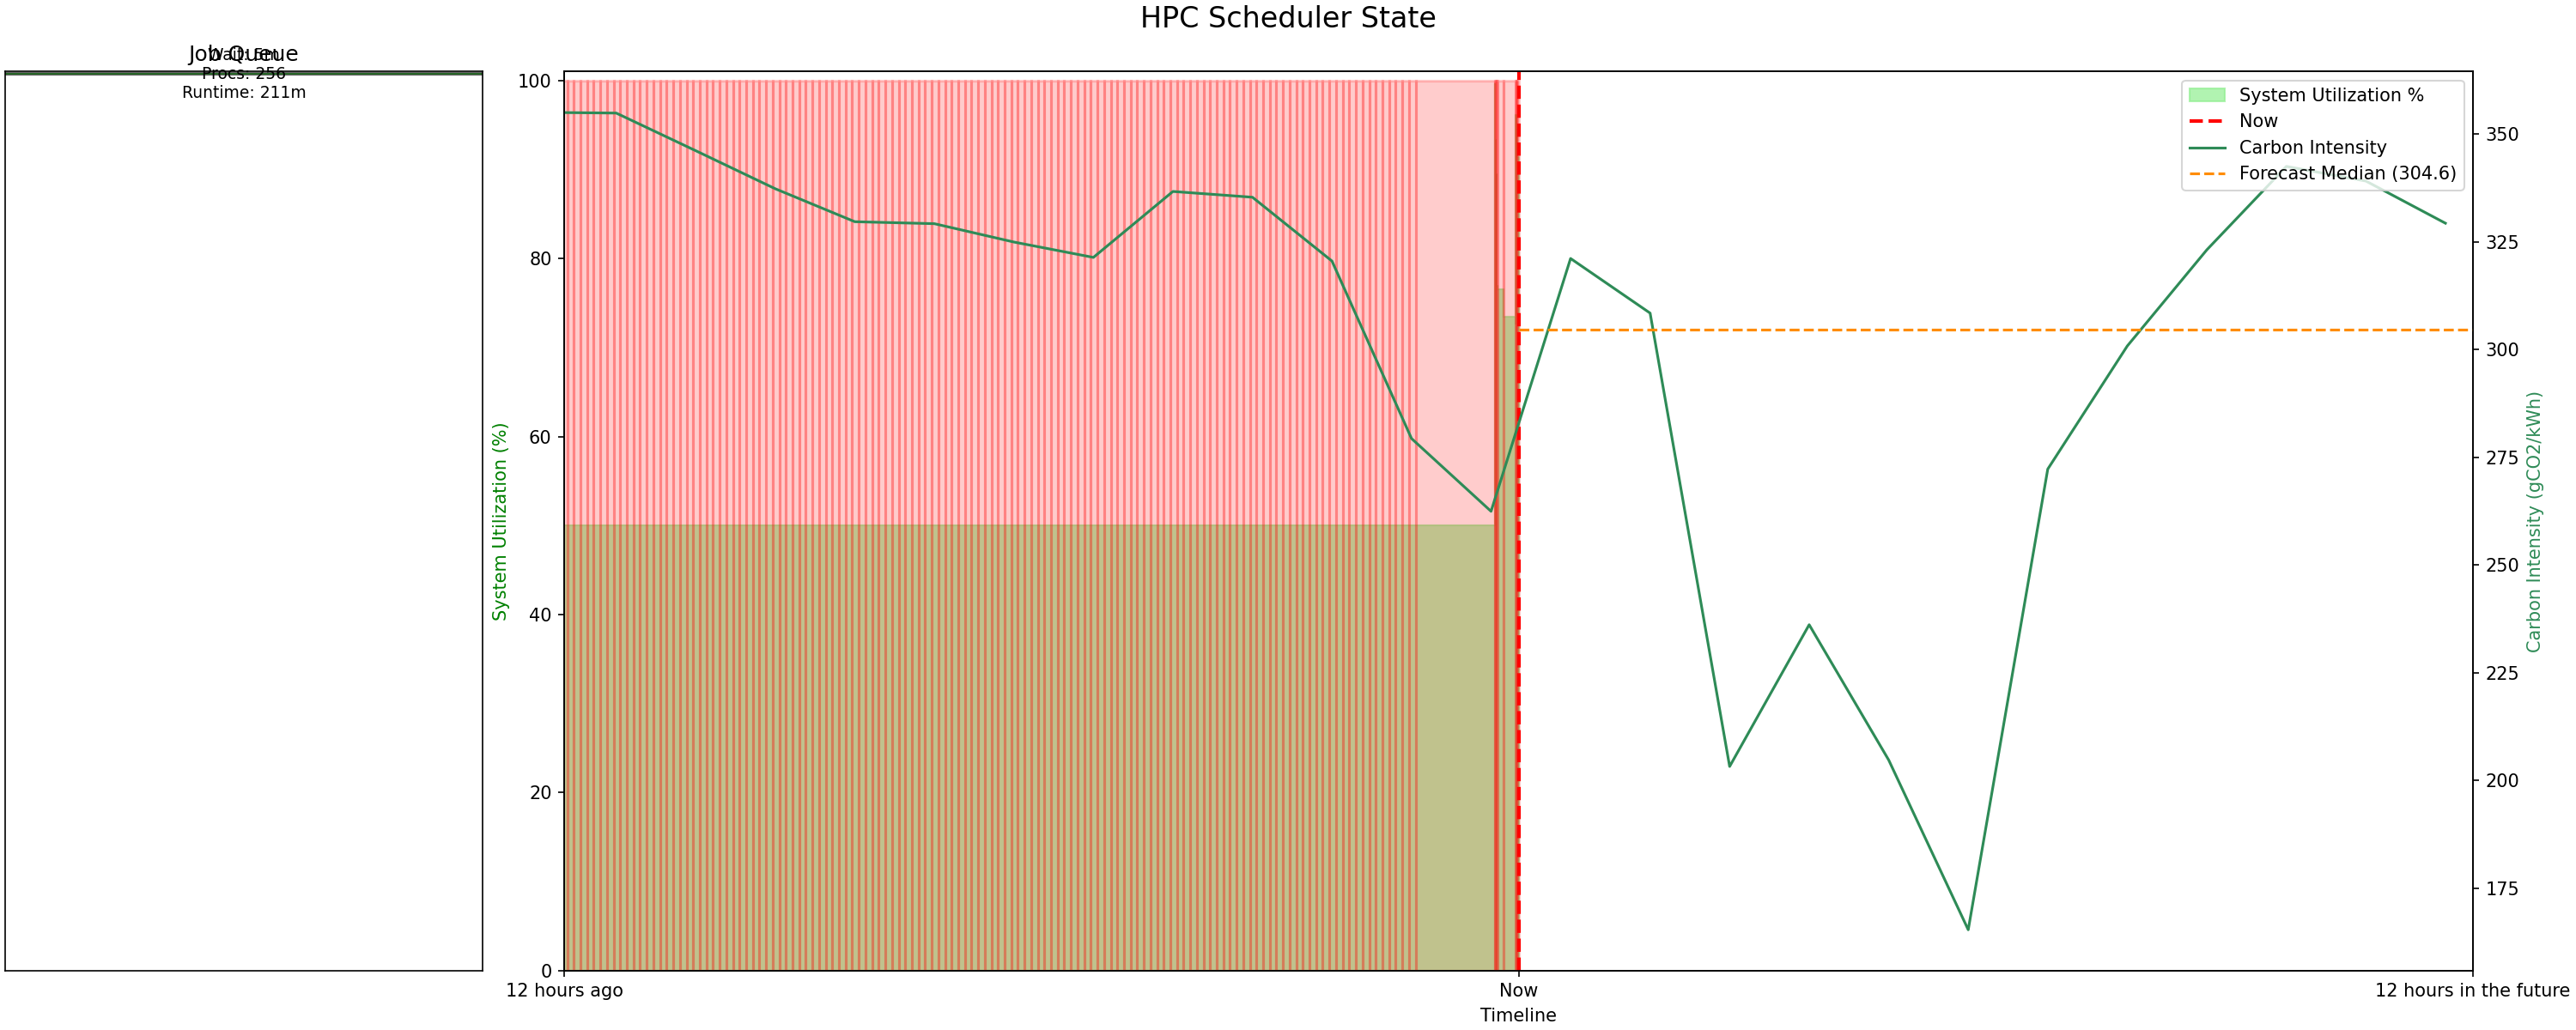 HPC Scheduler State
Job Queue
Wait: 5m
Procs: 256
Runtime: 211m
System Utilization (%)
100
80
60
40
20
0
System Utilization %
Now
Carbon Intensity
Forecast Median (304.6)
350
325
300
275
250
225
200
175
Carbon Intensity (gCO2/kWh)
12 hours ago
Now
12 hours in the future
Timeline